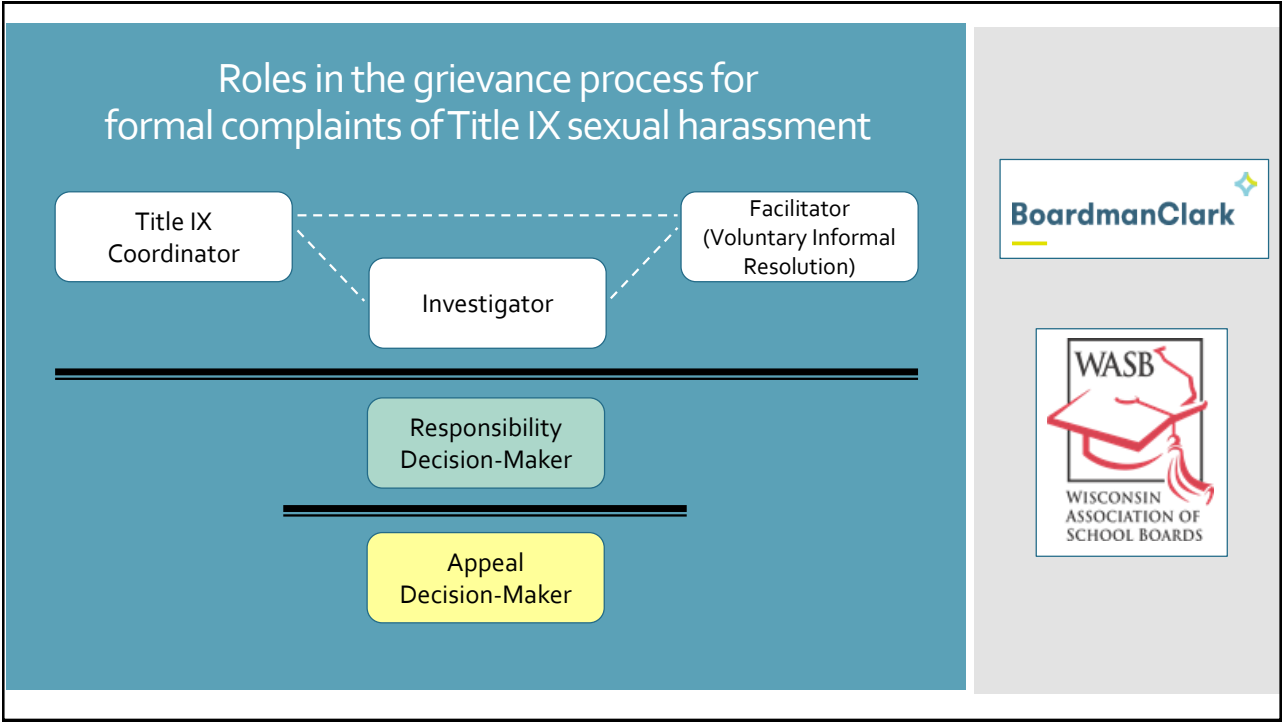 Roles in the grievance process for
formal complaints of Title IX sexual harassment
Title IX
Coordinator
Facilitator
(Voluntary Informal
Resolution)
Investigator
Responsibility
Decision-Maker
Appeal
Decision-Maker
BoardmanClark
WASB
WISCONSIN
ASSOCIATION OF
SCHOOL BOARDS